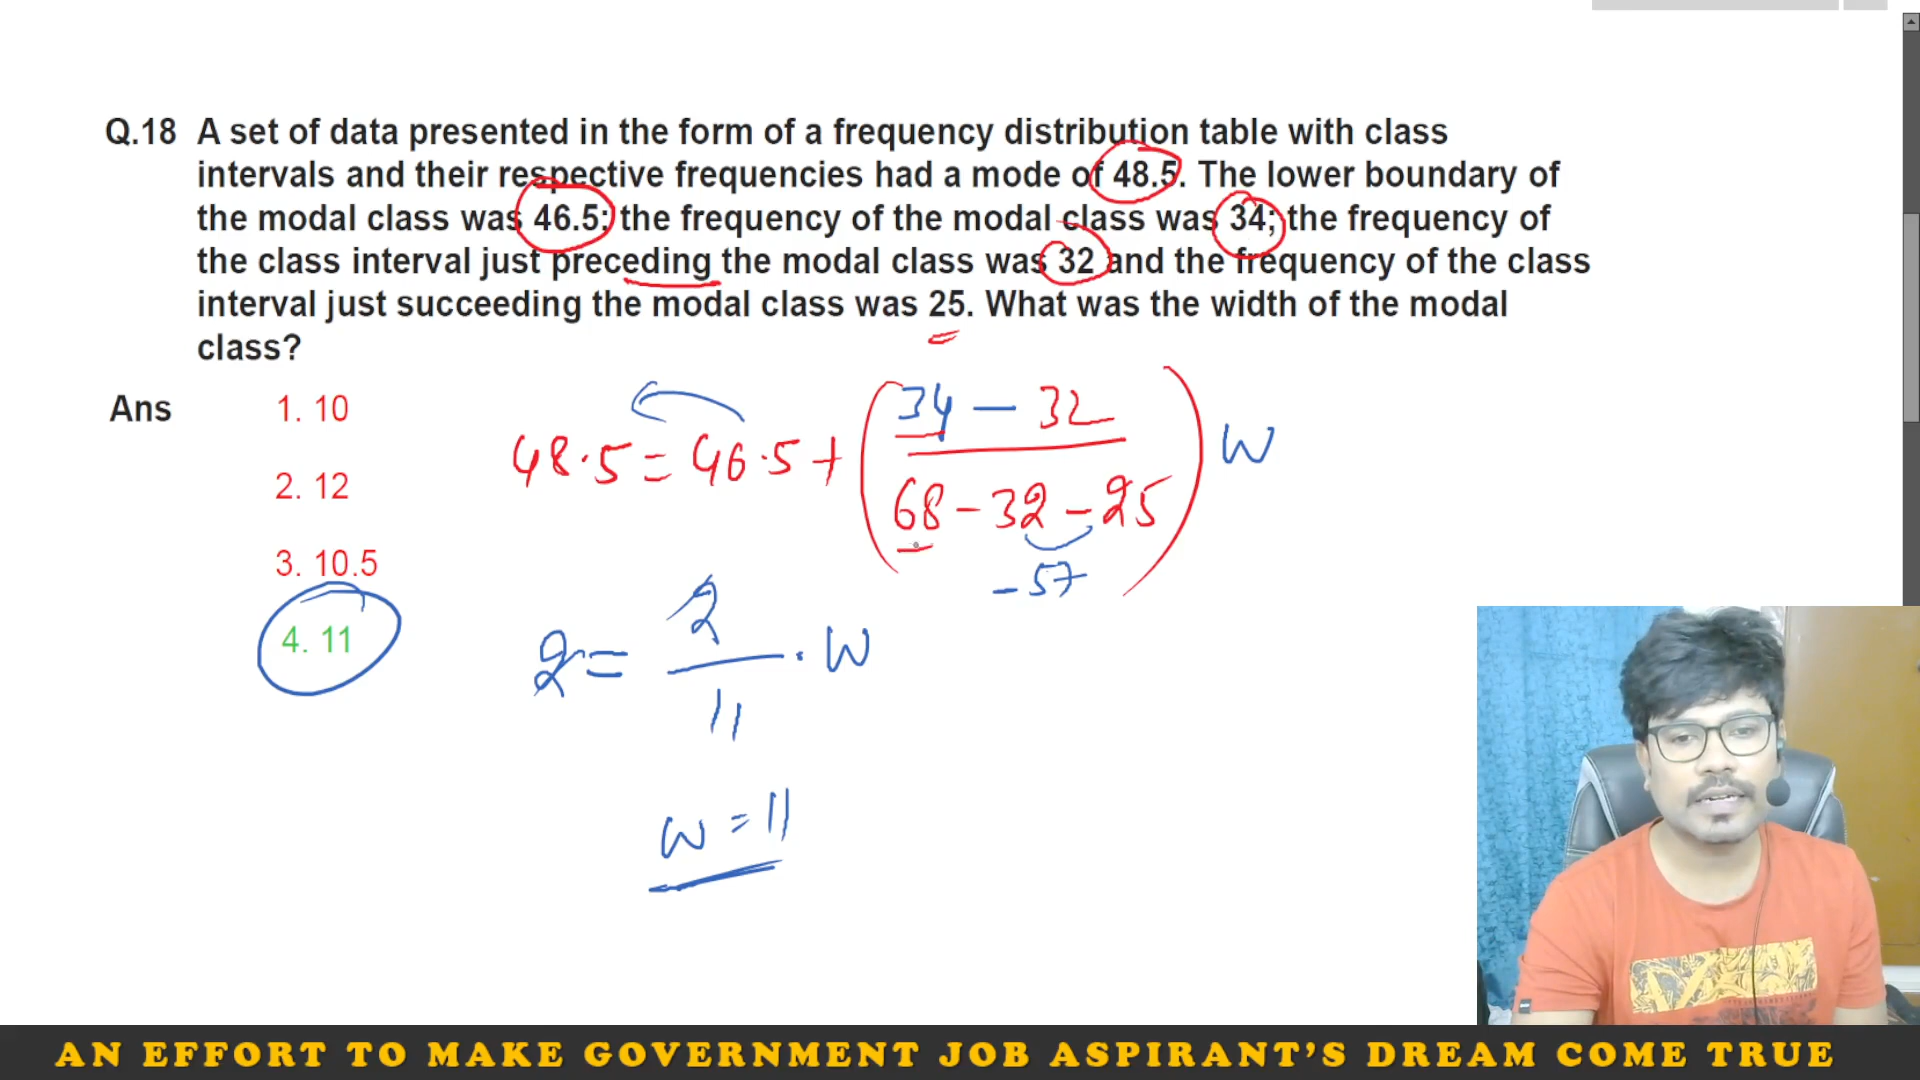 Q.18 A set of data presented in the form of a frequency distribution table with class
intervals and their respective frequencies had a mode of 48.5. The lower boundary of
the modal class was 46.5; the frequency of the modal class was 34; the frequency of
the class interval just preceding the modal class was 32 and the frequency of the class
interval just succeeding the modal class was 25. What was the width of the modal
class?
Ans
1. 10
2. 12
3. 10.5
4. 11
48.5 = 46.5 + (34 - 32 / 68 - 32 - 25) W
- 57
2 = 2/11 . W
W = 11
AN EFFORT TO MAKE GOVERNMENT JOB ASPIRANT'S DREAM COME TRUE